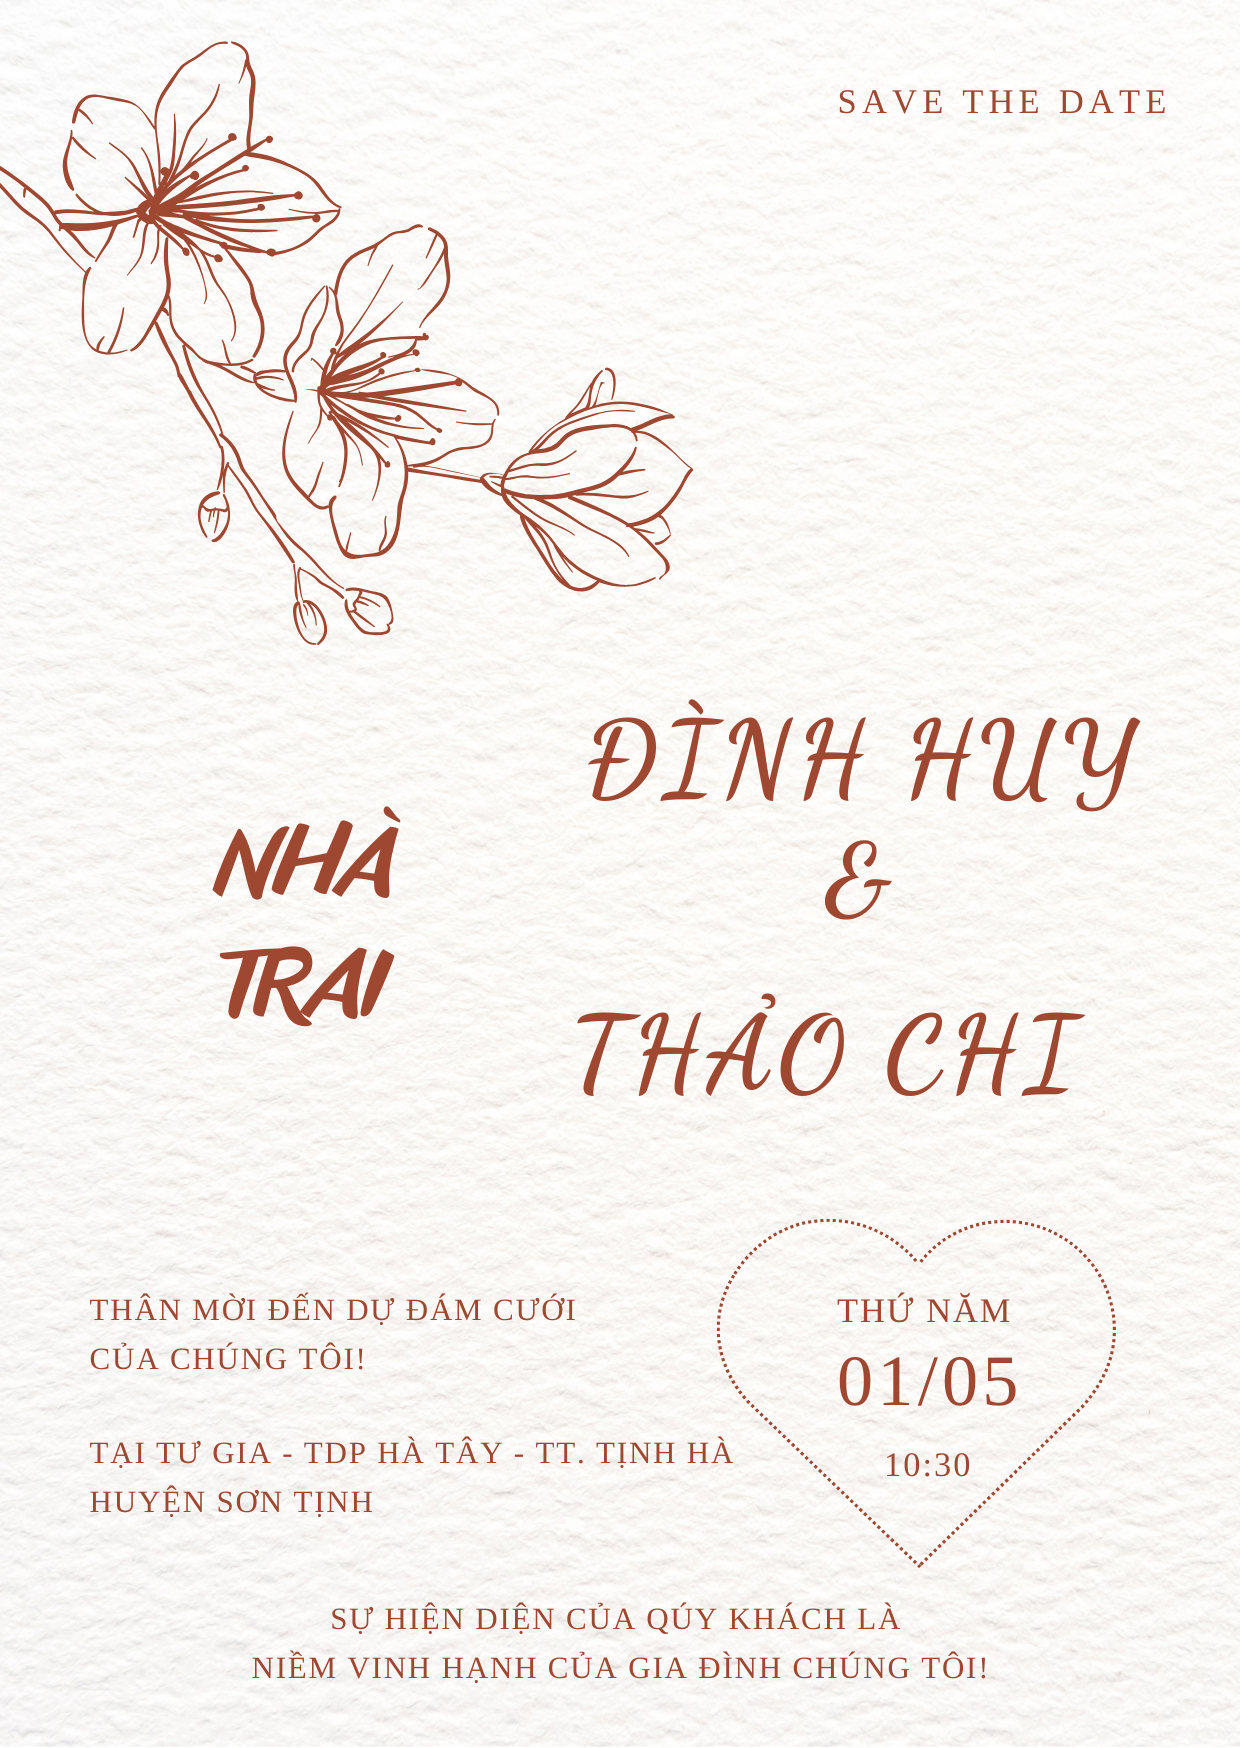 SAVE THE DATE
ĐÌNH HUY
&
THẢO CHI
NHÀ
TRAI
THÂN MỜI ĐẾN DỰ ĐÁM CƯỚI
CỦA CHÚNG TÔI!
TẠI TƯ GIA - TDP HÀ TÂY - TT. TỊNH HÀ
HUYỆN SƠN TỊNH
THỨ NĂM
01/05
10:30
SỰ HIỆN DIỆN CỦA QÚY KHÁCH LÀ
NIỀM VINH HẠNH CỦA GIA ĐÌNH CHÚNG TÔI!